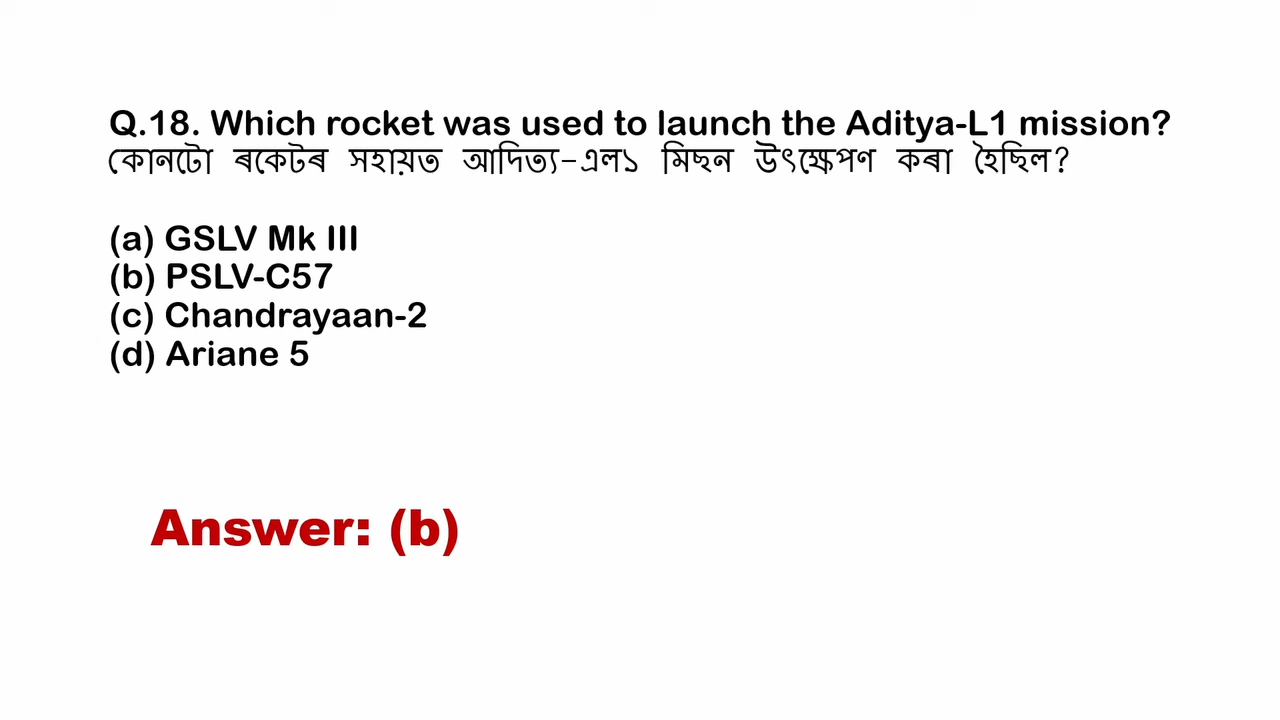 Q.18. Which rocket was used to launch the Aditya-L1 mission?
কোনটো ৰকেটৰ সহায়ত আদিত্য-এল১ মিছন উৎক্ষেপণ কৰা হৈছিল?
(a) GSLV Mk III
(b) PSLV-C57
(c) Chandrayaan-2
(d) Ariane 5
Answer: (b)